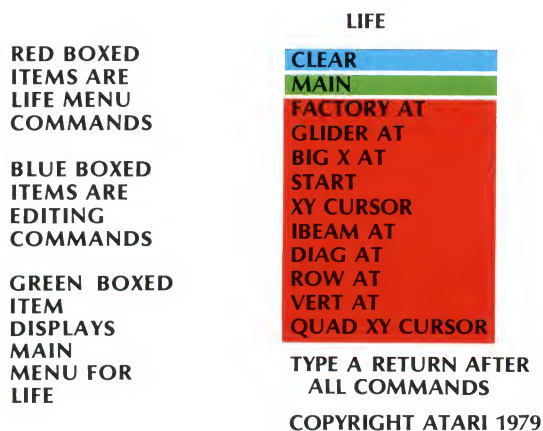 RED BOXED
ITEMS ARE
LIFE MENU
COMMANDS
BLUE BOXED
ITEMS ARE
EDITING
COMMANDS
GREEN BOXED
ITEM
DISPLAYS
MAIN
MENU FOR
LIFE
LIFE
CLEAR
MAIN
FACTORY AT
GLIDER AT
BIG X AT
START
XY CURSOR
IBEAM AT
DIAG AT
ROW AT
VERT AT
QUAD XY CURSOR
TYPE A RETURN AFTER
ALL COMMANDS
COPYRIGHT ATARI 1979